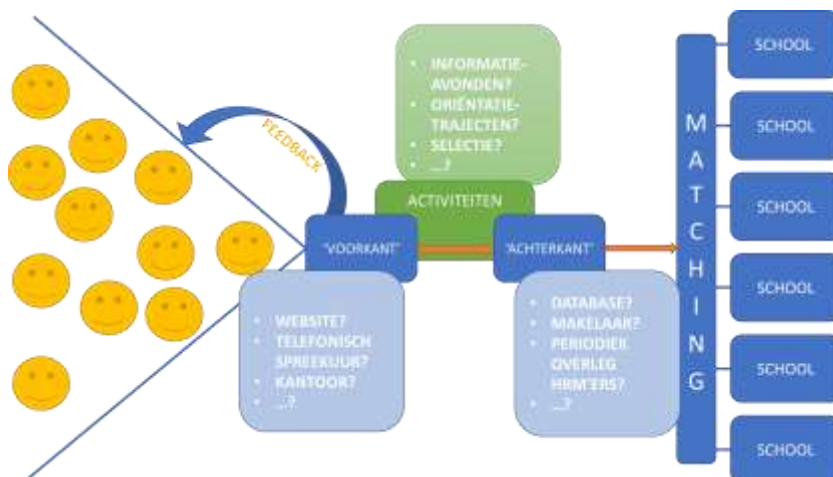 FEEDBACK
• INFORMATIE-
AVONDEN?
• ORIËNTATIE-
TRAJECTEN?
• SELECTIE?
• ...?
ACTIVITEITEN
"VOORKANT"
"ACHTERKANT"
• WEBSITE?
• TELEFONISCH
SPREEKUUR?
• KANTOOR?
• ...?
• DATABASE?
• MAKELAAR?
• PERIODIEK
OVERLEG
HRM'ERS?
• ...?
MATCHING
SCHOOL
SCHOOL
SCHOOL
SCHOOL
SCHOOL
SCHOOL